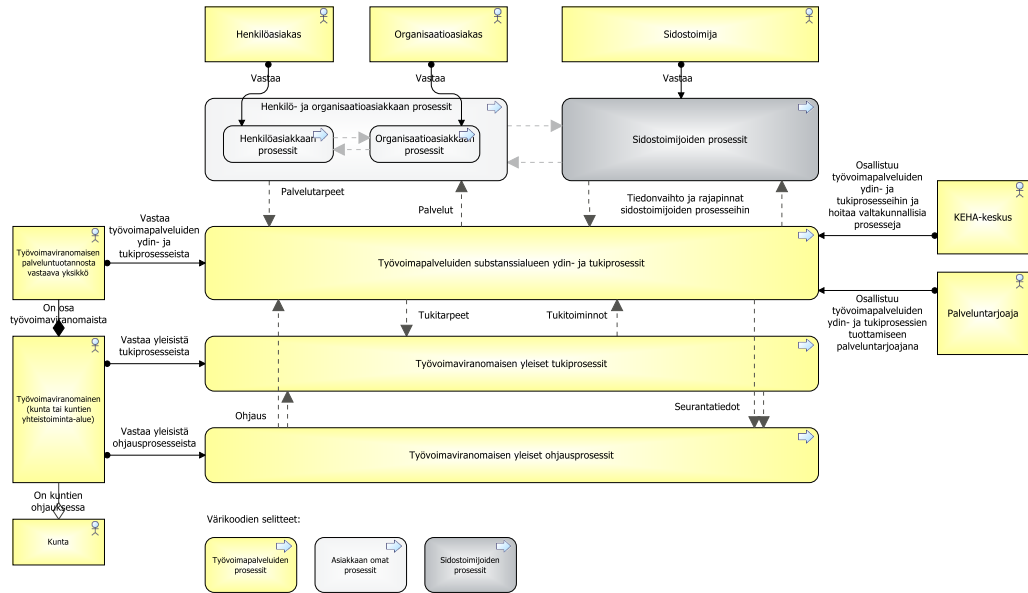 Henkilöasiakas
Organisaatioasiakas
Sidostoimija
Vastaa
Vastaa
Vastaa
Henkilö- ja organisaatioasiakkaan prosessit
Henkilöasiakkaan
prosessit
Organisaatioasiakkaan
prosessit
Sidostoimijoiden prosessit
Palvelutarpeet
Palvelut
Tiedonvaihto ja rajapinnat
sidostoimijoiden prosesseihin
Osallistuu
työvoimapalveluiden
ydin- ja
tukiprosesseihin ja
hoitaa valtakunnallisia
prosesseja
KEHA-keskus
Vastaa
työvoimapalveluiden
ydin- ja
tukiprosesseista
Työvoimaviranomaisen
palveluntuotannosta
vastaava yksikkö
Työvoimapalveluiden substanssialueen ydin- ja tukiprosessit
On osa
työvoimaviranomaista
Tukitarpeet
Tukitoiminnot
Osallistuu
työvoimapalveluiden
ydin- ja tukiprosessien
tuottamiseen
palveluntarjoajana
Palveluntarjoaja
Vastaa yleisistä
tukiprosesseista
Työvoimaviranomaisen yleiset tukiprosessit
Työvoimaviranomainen
(kunta tai kuntien
yhteistoiminta-alue)
Ohjaus
Seurantatiedot
Vastaa yleisistä
ohjausprosesseista
Työvoimaviranomaisen yleiset ohjausprosessit
On kuntien
ohjauksessa
Kunta
Värikoodien selitteet:
Työvoimapalveluiden
prosessit
Asiakkaan omat
prosessit
Sidostoimijoiden
prosessit